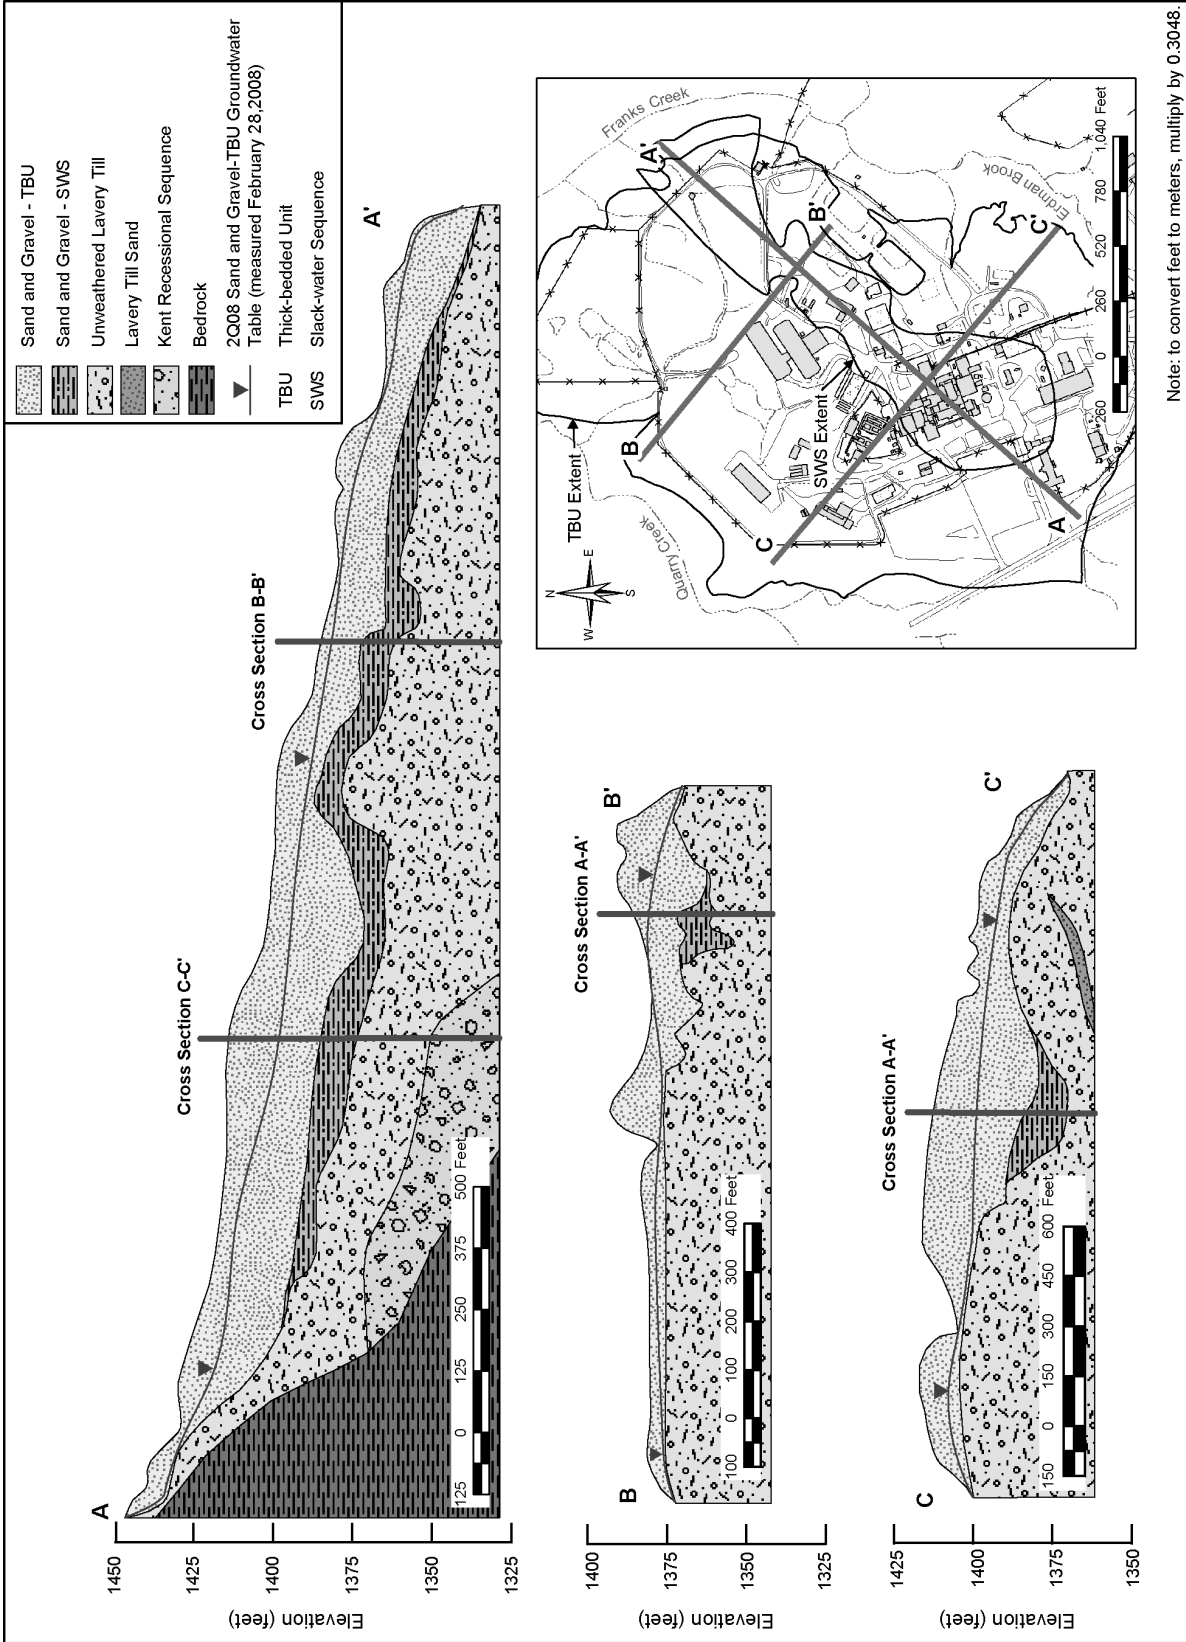 Sand and Gravel - TBU
Sand and Gravel - SWS
Unweathered Lavery Till
Lavery Till Sand
Kent Recessional Sequence
Bedrock
2Q08 Sand and Gravel-TBU Groundwater
Table (measured February 28,2008)
TBU Thick-bedded Unit
SWS Slack-water Sequence
A
A'
Cross Section C-C'
Cross Section B-B'
1450
1425
1400
1375
1350
1325
Elevation (feet)
125 0 125 250 375 500 Feet
B
B'
Cross Section A-A'
1400
1375
1350
1325
Elevation (feet)
100 0 100 200 300 400 Feet
C
C'
Cross Section A-A'
1425
1400
1375
1350
Elevation (feet)
150 0 150 300 450 600 Feet
N
W E
S
TBU Extent
Quarry Creek
Franks Creek
A'
B
B'
SWS Extent
C
C'
Erdman Brook
A
260 0 260 520 780 1,040 Feet
Note: to convert feet to meters, multiply by 0.3048.